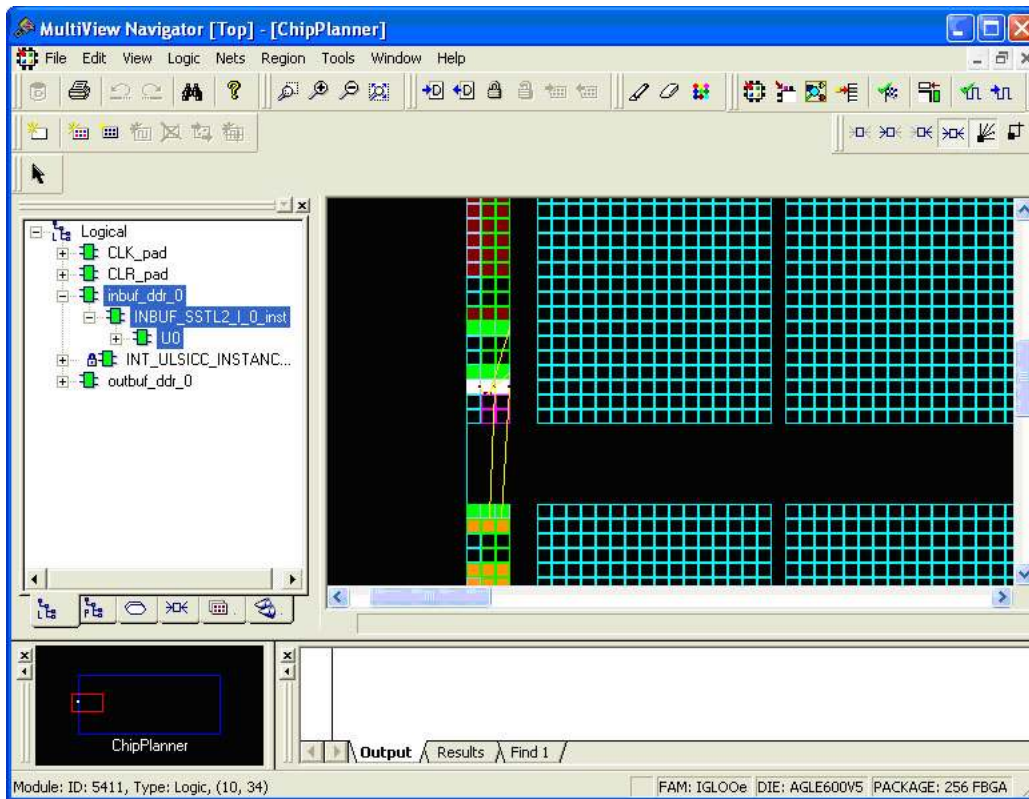 MultiView Navigator [Top] - [ChipPlanner]
File Edit View Logic Nets Region Tools Window Help
Logical
CLK_pad
CLR_pad
inbuf_ddr_0
INBUF_SSTL2_I_0_inst
U0
INT_ULSICC_INSTANC...
outbuf_ddr_0
ChipPlanner
Output Results Find 1
Module: ID: 5411, Type: Logic, (10, 34) FAM: IGLOOe DIE: AGLE600V5 PACKAGE: 256 FBGA